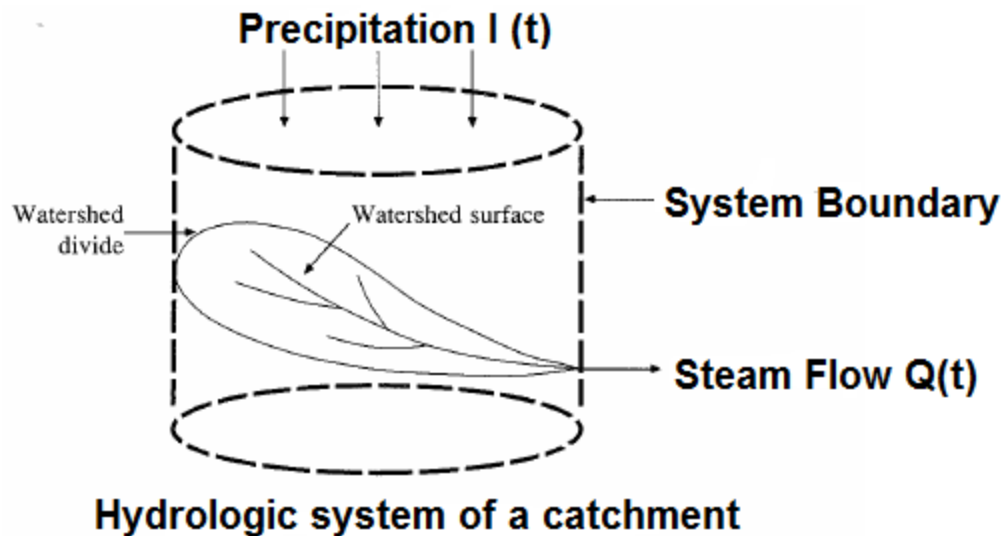 Precipitation I (t)
System Boundary
Watershed
divide
Watershed surface
Steam Flow Q(t)
Hydrologic system of a catchment